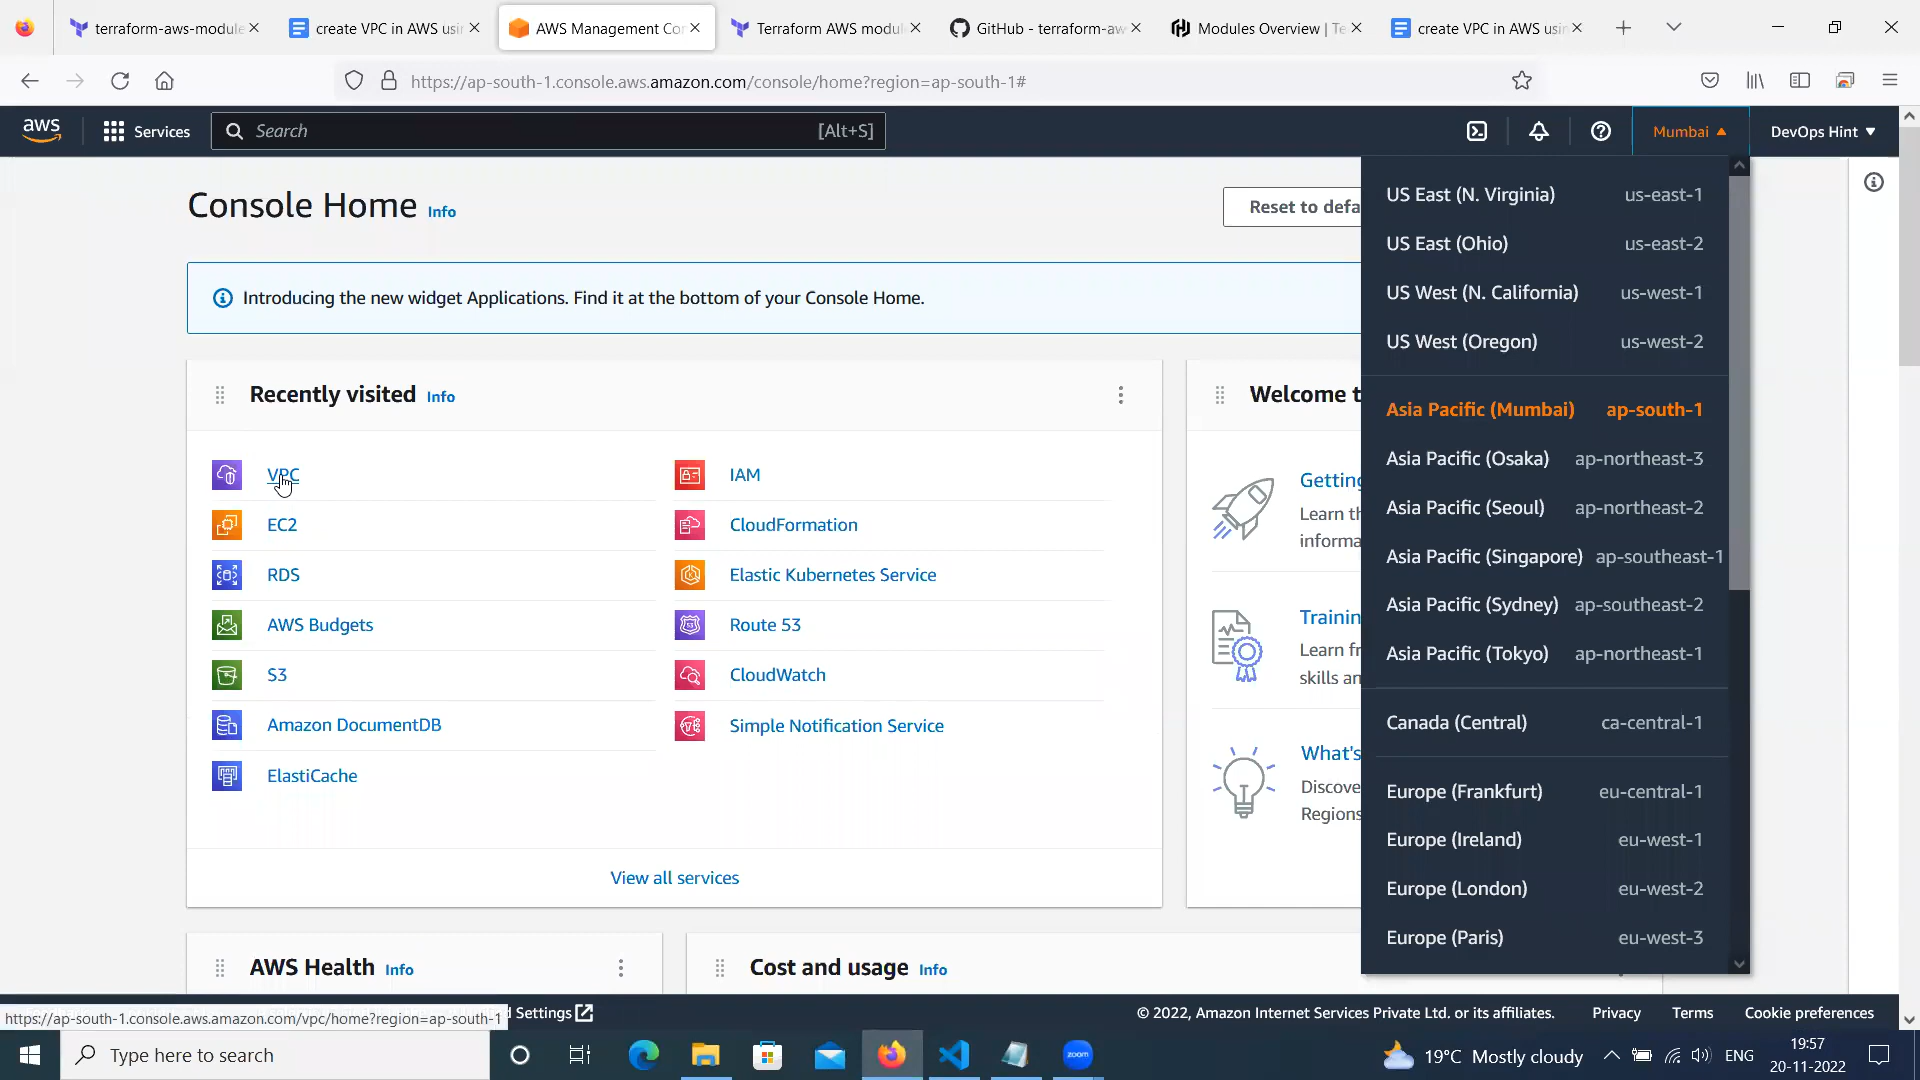 terraform-aws-module
create VPC in AWS usin
AWS Management Con
Terraform AWS modul
GitHub - terraform-aw
Modules Overview | Te
create VPC in AWS usin
https://ap-south-1.console.aws.amazon.com/console/home?region=ap-south-1#
aws
Services
Search
[Alt+S]
Mumbai
DevOps Hint
Console Home Info
Reset to defa
Introducing the new widget Applications. Find it at the bottom of your Console Home.
Recently visited Info
VPC
EC2
RDS
AWS Budgets
S3
Amazon DocumentDB
ElastiCache
IAM
CloudFormation
Elastic Kubernetes Service
Route 53
CloudWatch
Simple Notification Service
View all services
Welcome t
Getting
Learn th
informa
Trainin
Learn fr
skills an
What's
Discove
Regions
US East (N. Virginia) us-east-1
US East (Ohio) us-east-2
US West (N. California) us-west-1
US West (Oregon) us-west-2
Asia Pacific (Mumbai) ap-south-1
Asia Pacific (Osaka) ap-northeast-3
Asia Pacific (Seoul) ap-northeast-2
Asia Pacific (Singapore) ap-southeast-1
Asia Pacific (Sydney) ap-southeast-2
Asia Pacific (Tokyo) ap-northeast-1
Canada (Central) ca-central-1
Europe (Frankfurt) eu-central-1
Europe (Ireland) eu-west-1
Europe (London) eu-west-2
Europe (Paris) eu-west-3
AWS Health Info
Cost and usage Info
https://ap-south-1.console.aws.amazon.com/vpc/home?region=ap-south-1
d Settings
© 2022, Amazon Internet Services Private Ltd. or its affiliates.
Privacy
Terms
Cookie preferences
Type here to search
zoom
19°C Mostly cloudy
ENG
19:57
20-11-2022